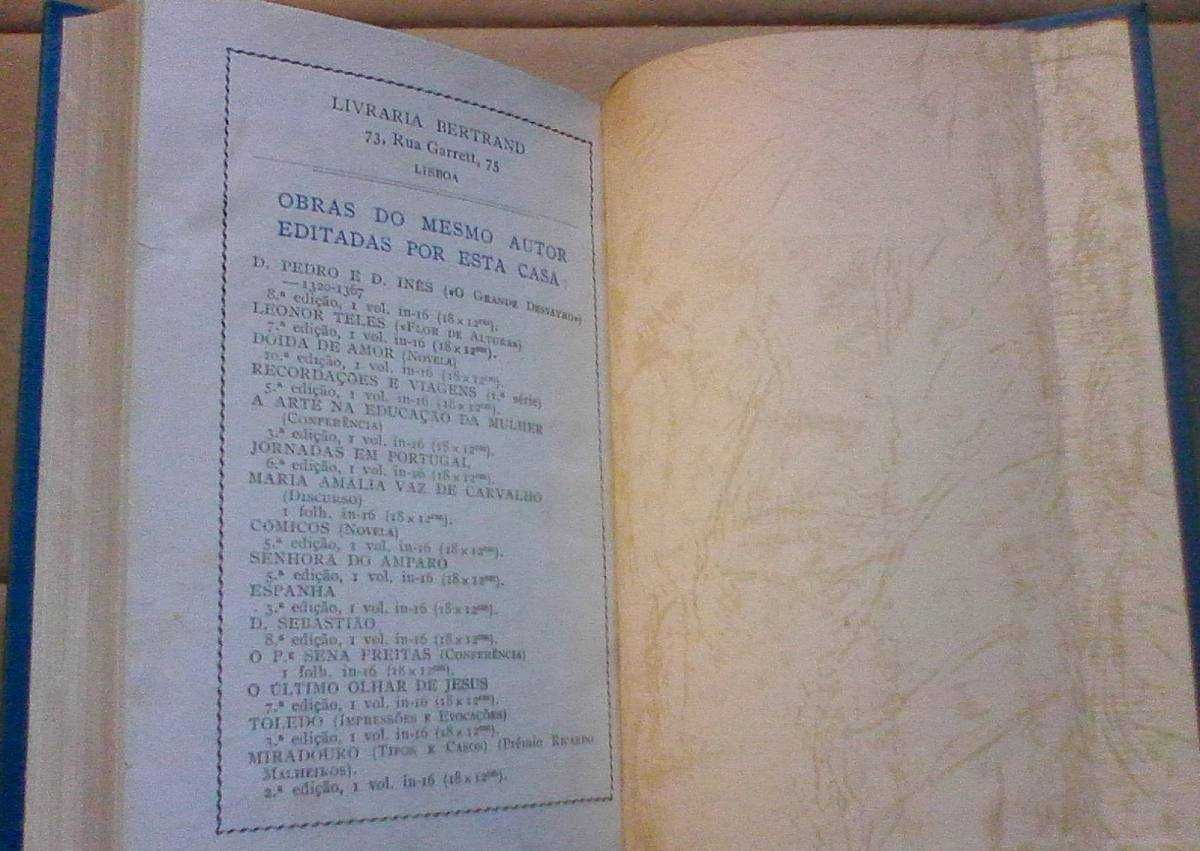 LIVRARIA BERTRAND
73, Rua Garrett, 75
LISBOA
OBRAS DO MESMO AUTOR
EDITADAS POR ESTA CASA:
D. PEDRO E D. INÊS («O GRANDE DESVAYRO»)
— 1320-1367
8.ª edição, 1 vol. in-16 (18 x 12cm).
LEONOR TELES («FLOR DE ALTURA»)
7.ª edição, 1 vol. in-16 (18 x 12cm).
DOIDA DE AMOR (NOVELA)
10.ª edição, 1 vol. in-16 (18 x 12cm).
RECORDAÇÕES E VIAGENS (1.ª série)
5.ª edição, 1 vol. in-16 (18 x 12cm).
A ARTE NA EDUCAÇÃO DA MULHER
(CONFERÊNCIA)
3.ª edição, 1 vol. in-16 (18 x 12cm).
JORNADAS EM PORTUGAL
6.ª edição, 1 vol. in-16 (18 x 12cm).
MARIA AMÁLIA VAZ DE CARVALHO
(DISCURSO)
1 folh. in-16 (18 x 12cm).
CÓMICOS (NOVELA)
5.ª edição, 1 vol. in-16 (18 x 12cm).
SENHORA DO AMPARO
5.ª edição, 1 vol. in-16 (18 x 12cm).
ESPANHA
3.ª edição, 1 vol. in-16 (18 x 12cm).
D. SEBASTIÃO
8.ª edição, 1 vol. in-16 (18 x 12cm).
O P.e SENA FREITAS (CONFERÊNCIA)
1 folh. in-16 (18 x 12cm).
O ÚLTIMO OLHAR DE JESUS
7.ª edição, 1 vol. in-16 (18 x 12cm).
TOLEDO (IMPRESSÕES E EVOCAÇÕES)
3.ª edição, 1 vol. in-16 (18 x 12cm).
MIRADOURO (TIPOS E CASOS) (Prémio RICARDO
MALHEIROS).
2.ª edição, 1 vol. in-16 (18 x 12cm).